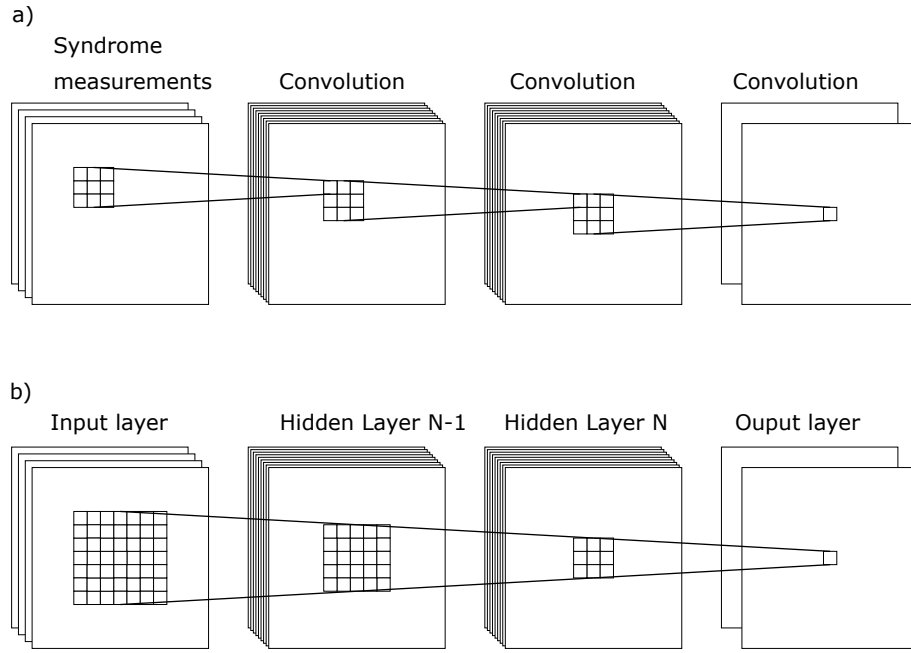 a)
Syndrome
measurements Convolution Convolution Convolution
b)
Input layer Hidden Layer N-1 Hidden Layer N Ouput layer